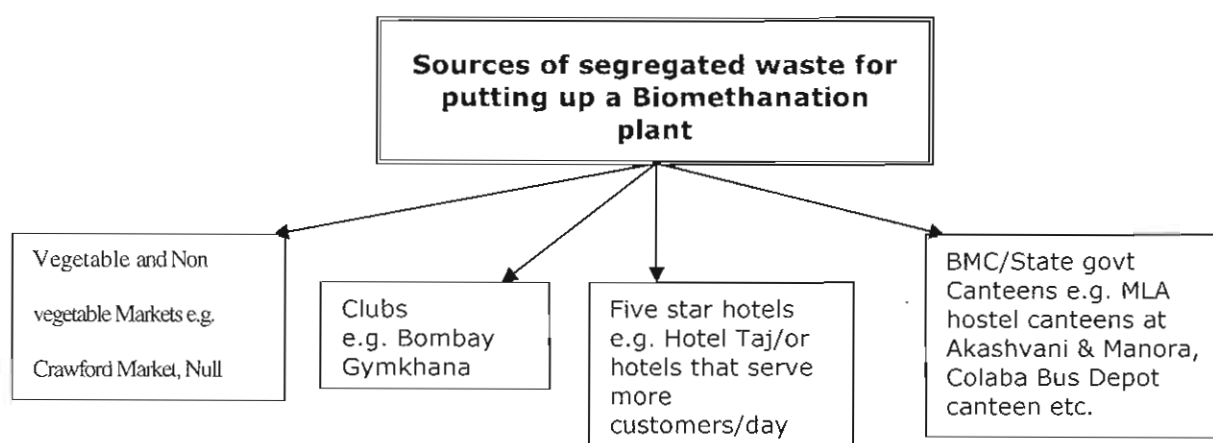 Sources of segregated waste for
putting up a Biomethanation
plant
Vegetable and Non
vegetable Markets e.g.
Crawford Market, Null
Clubs
e.g. Bombay
Gymkhana
Five star hotels
e.g. Hotel Taj/or
hotels that serve
more
customers/day
BMC/State govt
Canteens e.g. MLA
hostel canteens at
Akashvani & Manora,
Colaba Bus Depot
canteen etc.